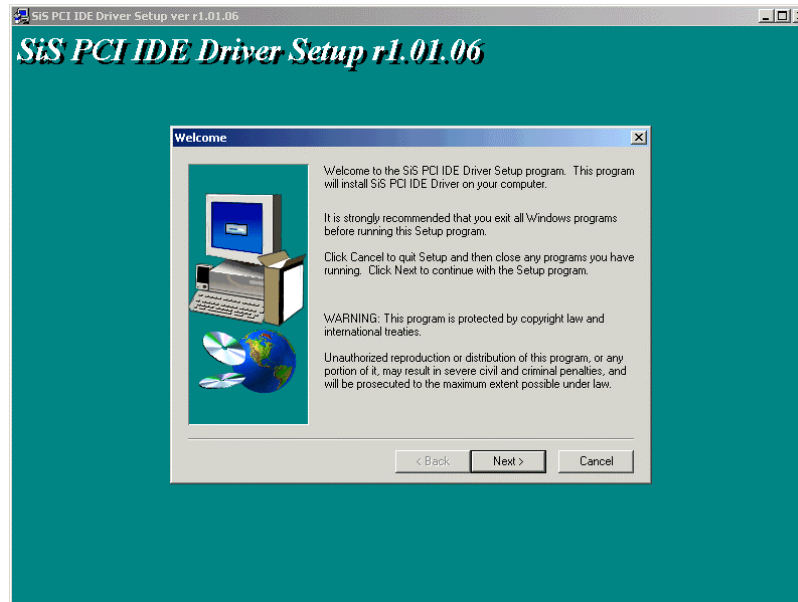 SiS PCI IDE Driver Setup ver r1.01.06
SiS PCI IDE Driver Setup r1.01.06
Welcome
Welcome to the SiS PCI IDE Driver Setup program. This program
will install SiS PCI IDE Driver on your computer.
It is strongly recommended that you exit all Windows programs
before running this Setup program.
Click Cancel to quit Setup and then close any programs you have
running. Click Next to continue with the Setup program.
WARNING: This program is protected by copyright law and
international treaties.
Unauthorized reproduction or distribution of this program, or any
portion of it, may result in severe civil and criminal penalties, and
will be prosecuted to the maximum extent possible under law.
< Back Next > Cancel